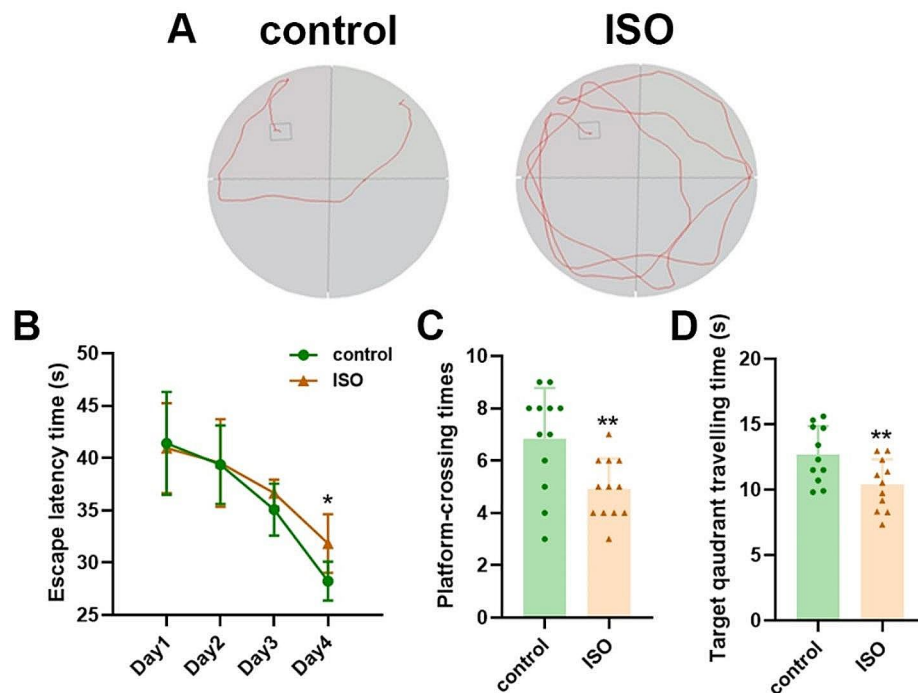 A control ISO
B
Escape latency time (s)
50
45
40
35
30
25
control
ISO
*
Day1 Day2 Day3 Day4
C
Platform-crossing times
10
8
6
4
2
0
**
control ISO
D
Target qaudrant travelling time (s)
20
15
10
5
0
**
control ISO